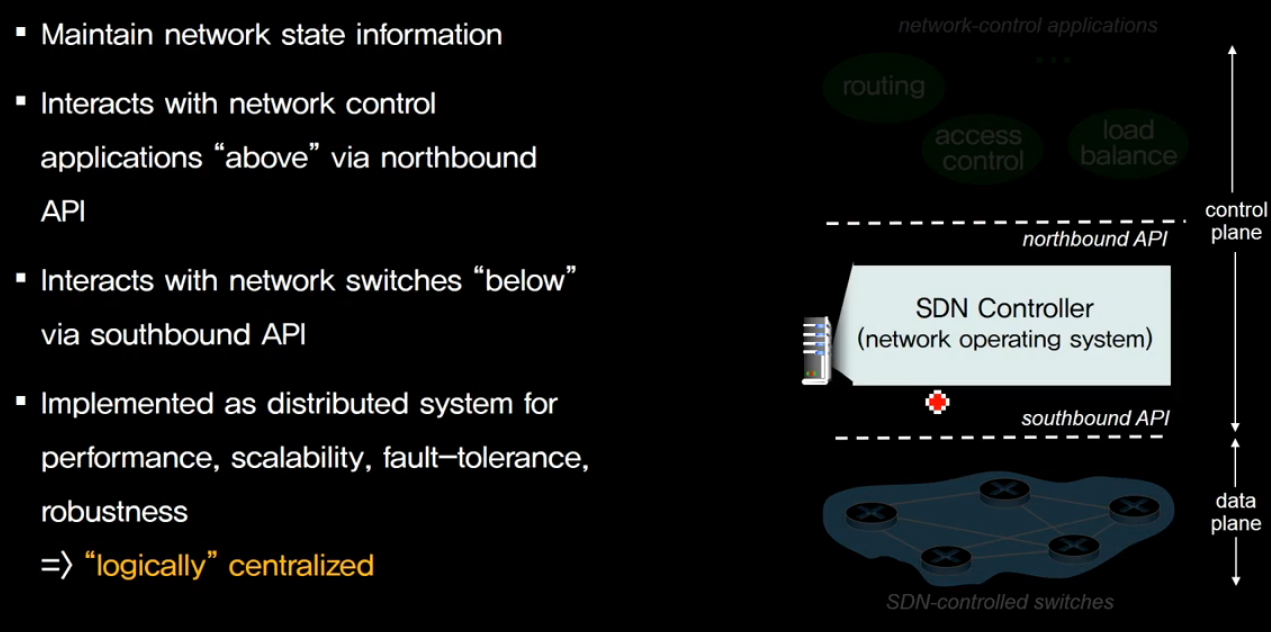 ▪ Maintain network state information
▪ Interacts with network control
applications “above” via northbound
API
▪ Interacts with network switches “below”
via southbound API
▪ Implemented as distributed system for
performance, scalability, fault-tolerance,
robustness
=> “logically” centralized
network-control applications
...
routing
access
control
load
balance
control
plane
northbound API
SDN Controller
(network operating system)
southbound API
data
plane
SDN-controlled switches